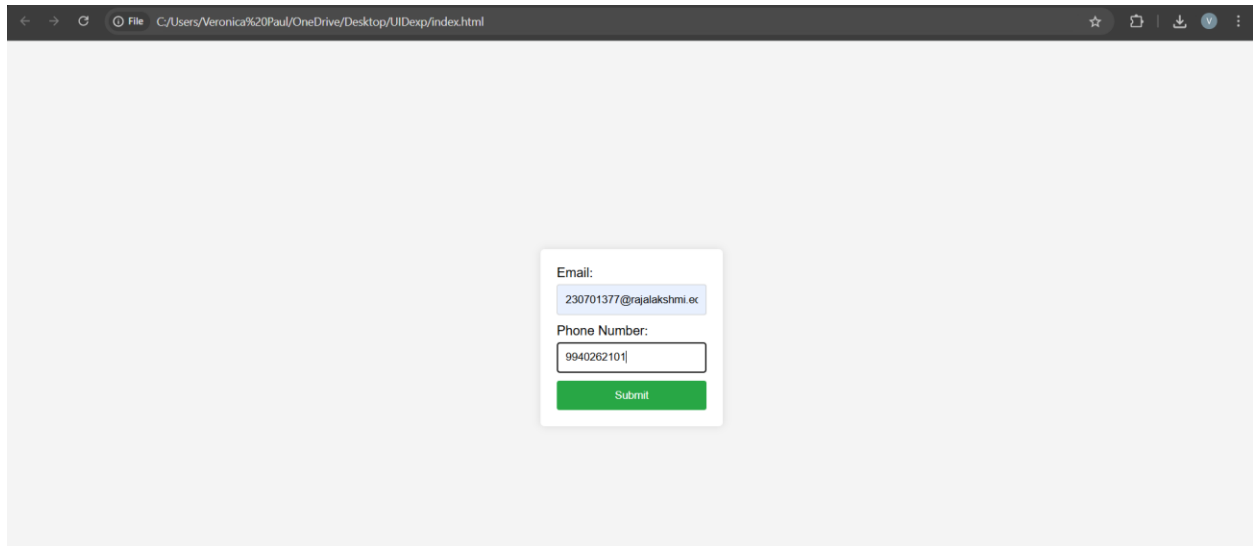 File C:/Users/Veronica%20Paul/OneDrive/Desktop/UIDexp/index.html
V
Email:
230701377@rajalakshmi.ec
Phone Number:
9940262101
Submit